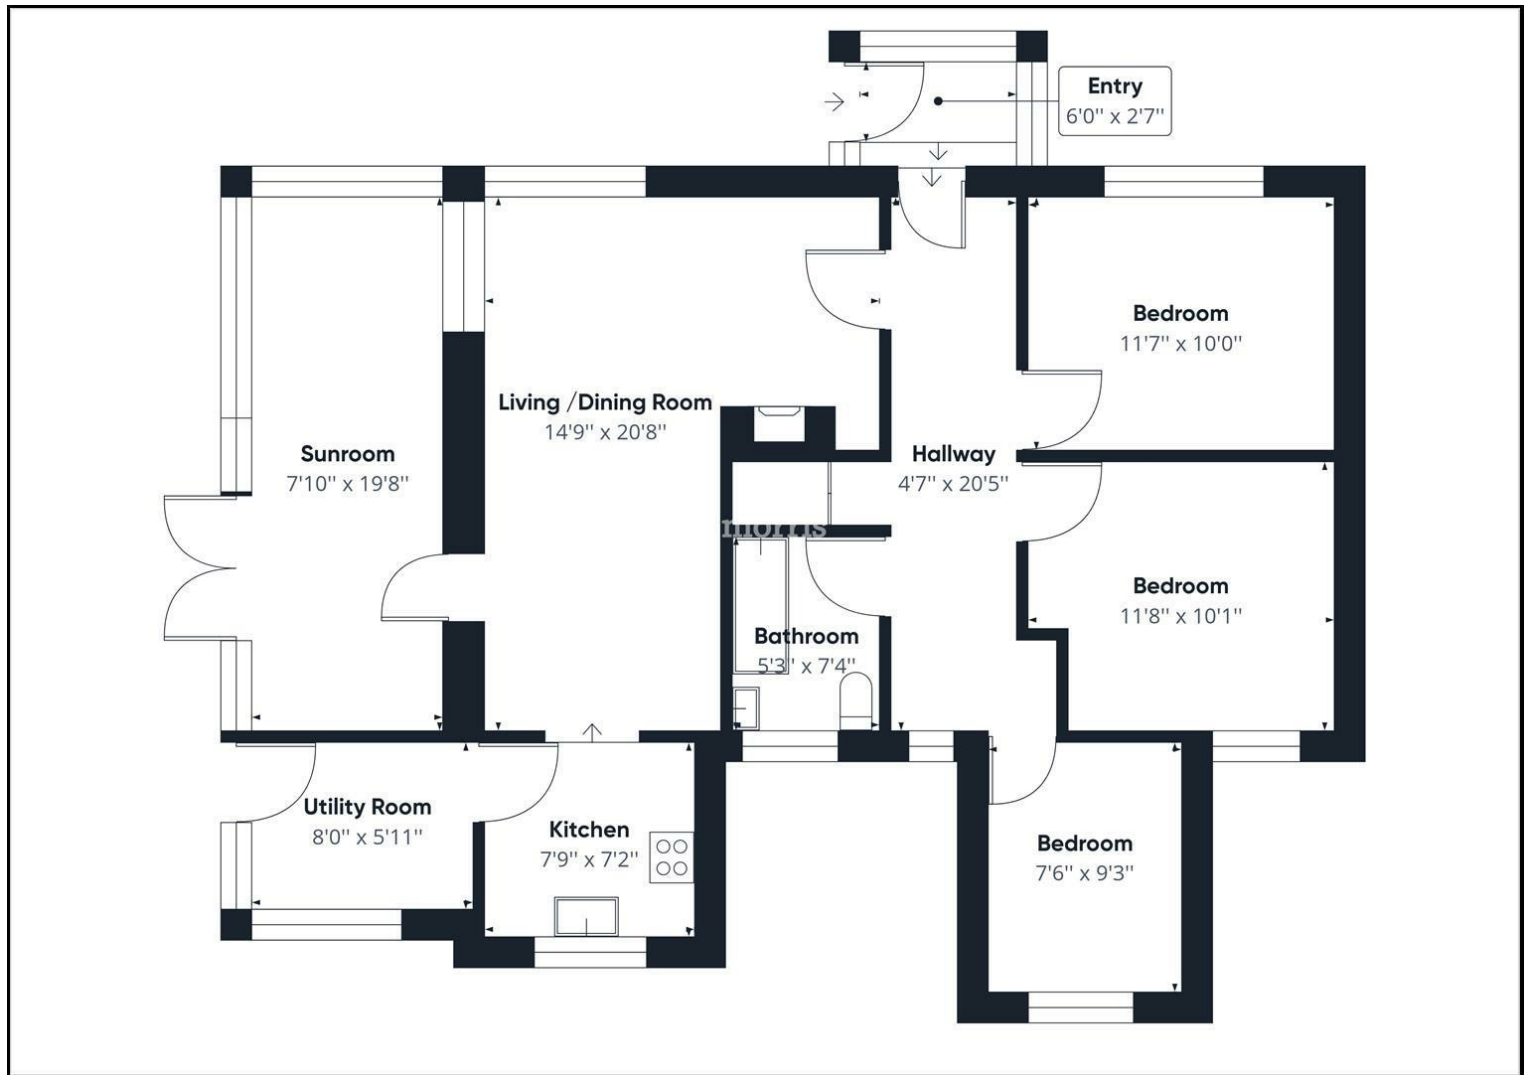 Entry
6'0" x 2'7"
Bedroom
11'7" x 10'0"
Living /Dining Room
14'9" x 20'8"
Sunroom
7'10" x 19'8"
Hallway
4'7" x 20'5"
morris
Bedroom
11'8" x 10'1"
Bathroom
5'3" x 7'4"
Utility Room
8'0" x 5'11"
Kitchen
7'9" x 7'2"
Bedroom
7'6" x 9'3"